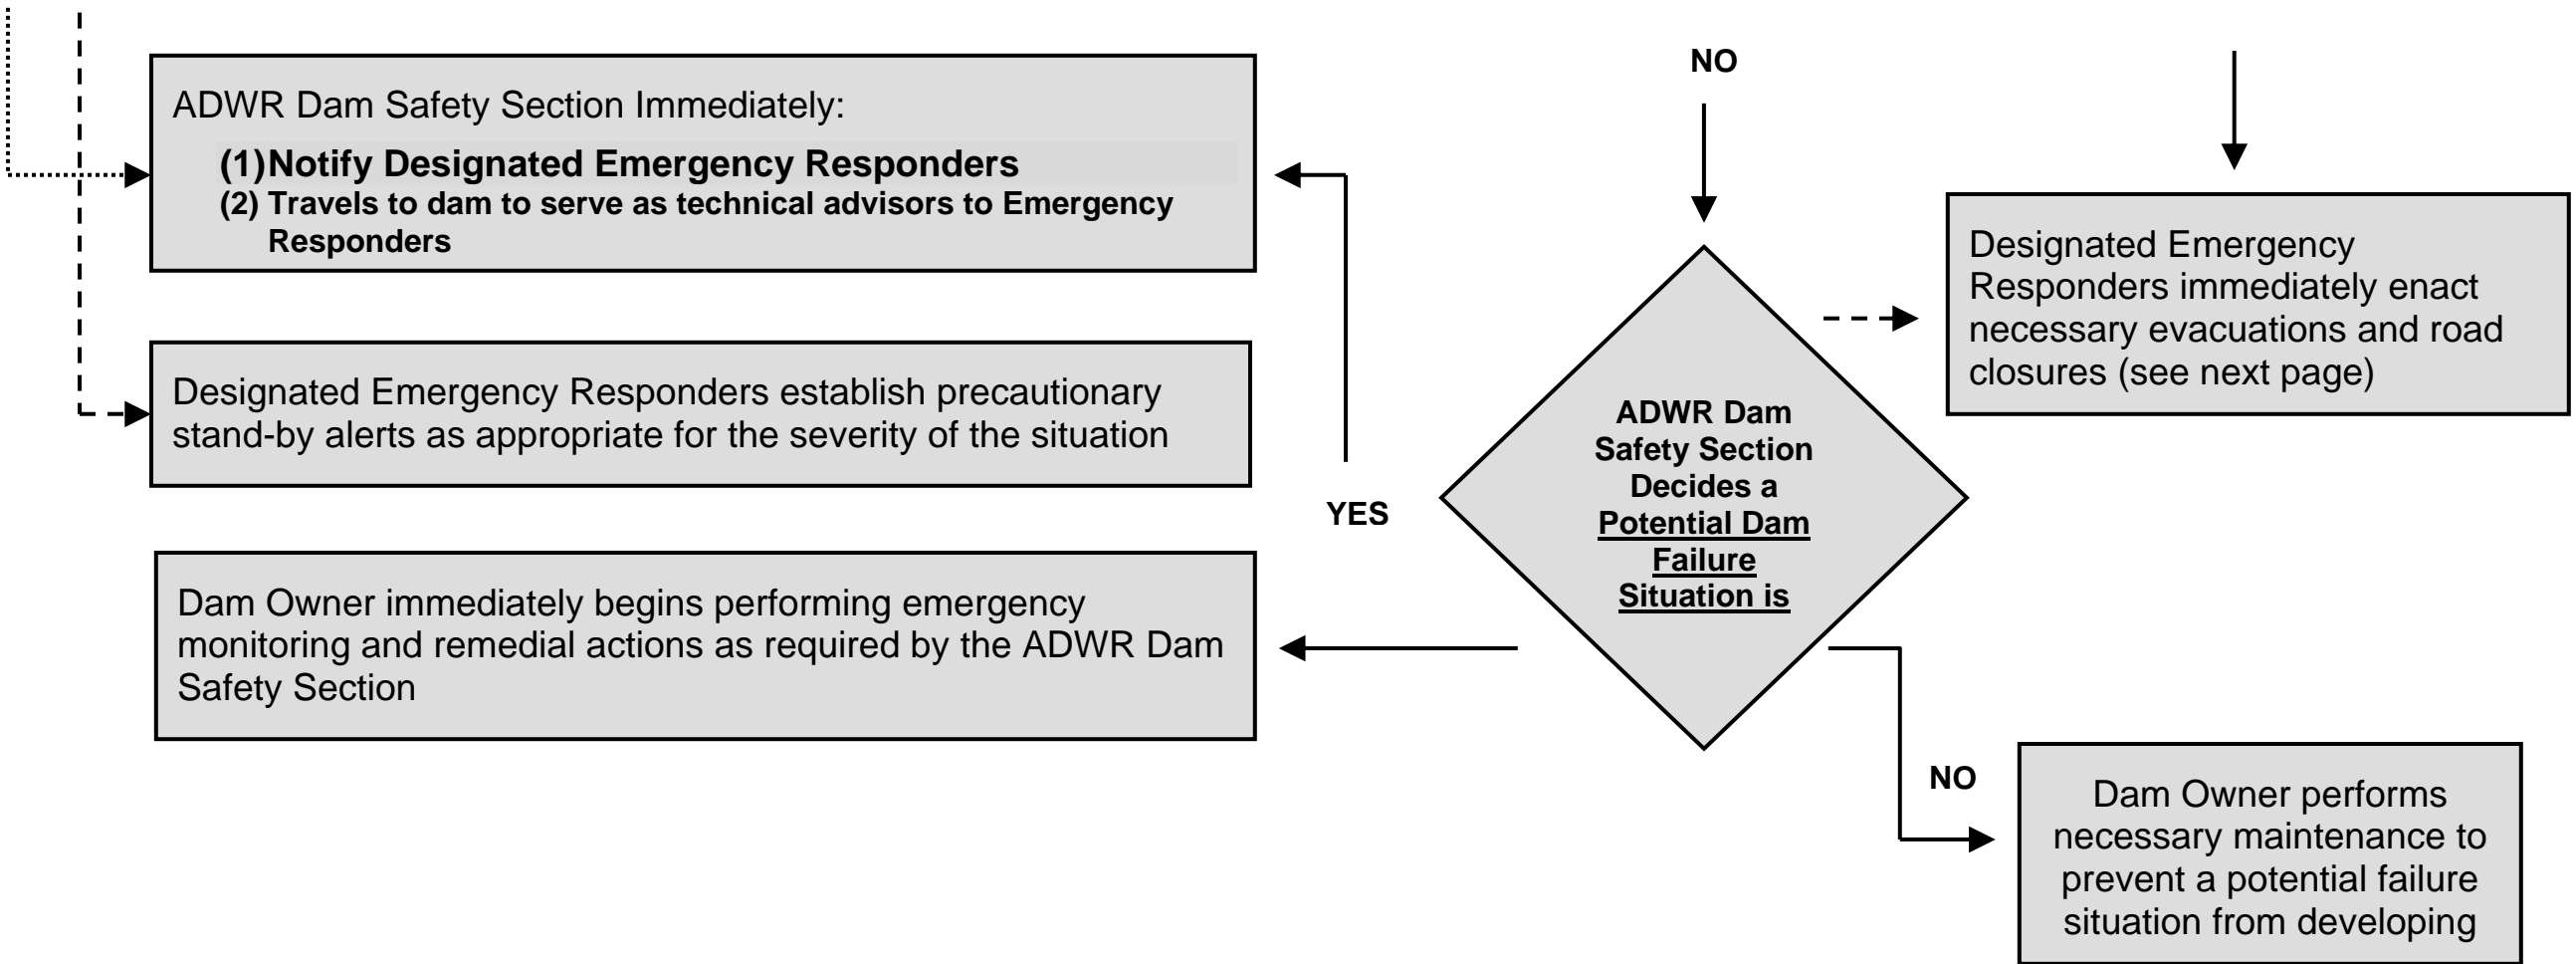 ADWR Dam Safety Section Immediately:
(1)Notify Designated Emergency Responders
(2) Travels to dam to serve as technical advisors to Emergency
Responders
Designated Emergency Responders establish precautionary
stand-by alerts as appropriate for the severity of the situation
Dam Owner immediately begins performing emergency
monitoring and remedial actions as required by the ADWR Dam
Safety Section
YES
NO
ADWR Dam
Safety Section
Decides a
Potential Dam
Failure
Situation is
Designated Emergency
Responders immediately enact
necessary evacuations and road
closures (see next page)
NO
Dam Owner performs
necessary maintenance to
prevent a potential failure
situation from developing